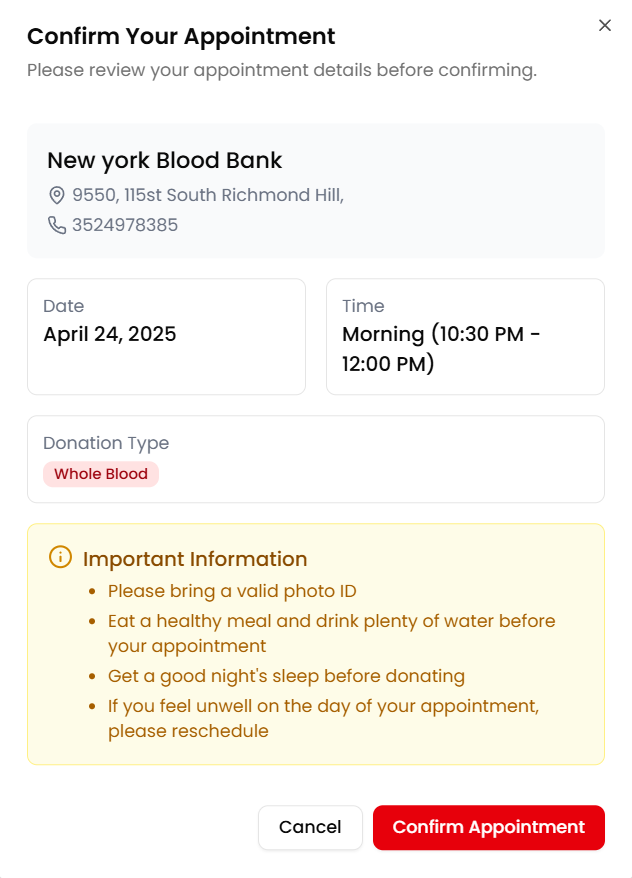 Confirm Your Appointment
Please review your appointment details before confirming.
New york Blood Bank
9550, 115st South Richmond Hill,
3524978385
Date
April 24, 2025
Time
Morning (10:30 PM -
12:00 PM)
Donation Type
Whole Blood
Important Information
• Please bring a valid photo ID
• Eat a healthy meal and drink plenty of water before
your appointment
• Get a good night's sleep before donating
• If you feel unwell on the day of your appointment,
please reschedule
Cancel
Confirm Appointment